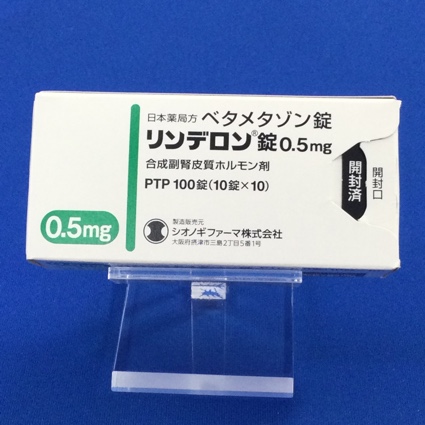 日本薬局方 ベタメタゾン錠
リンデロン®錠0.5mg
合成副腎皮質ホルモン剤
PTP 100錠(10錠×10)
0.5mg
製造販売元
シオノギファーマ株式会社
大阪府摂津市三島2丁目5番1号
開封済
開封口